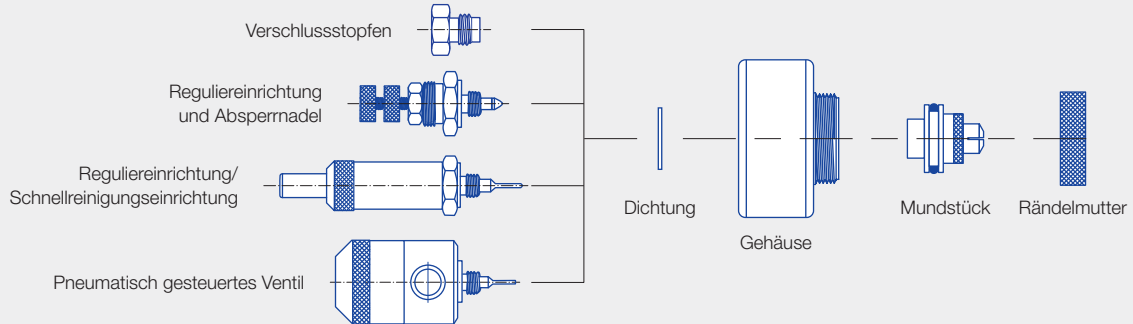 Verschlussstopfen
Reguliereinrichtung
und Absperrnadel
Reguliereinrichtung/
Schnellreinigungseinrichtung
Pneumatisch gesteuertes Ventil
Dichtung
Gehäuse
Mundstück
Rändelmutter